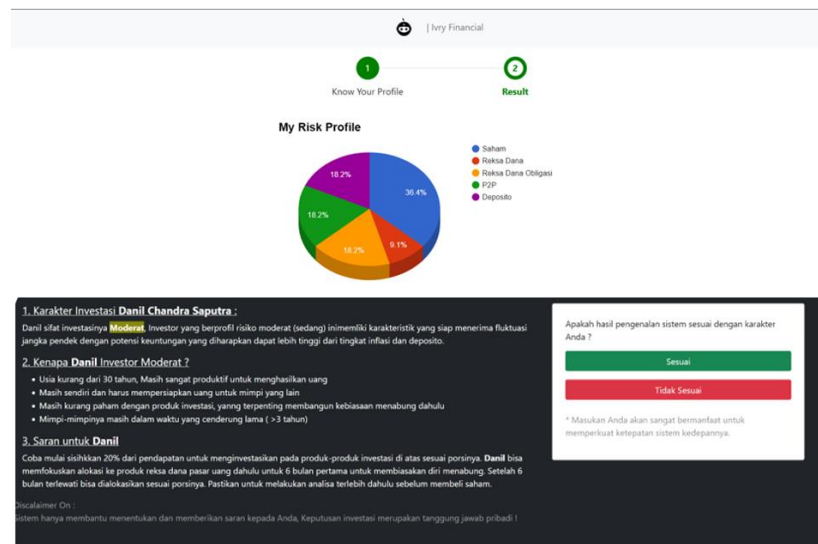 | Ivry Financial
1
2
Know Your Profile
Result
My Risk Profile
Saham
Reksa Dana
Reksa Dana Obligasi
P2P
Deposito
18.2%
36.4%
18.2%
18.2%
9.1%
1. Karakter Investasi Danil Chandra Saputra :
Danil sifat investasinya Moderat, Investor yang berprofil risiko moderat (sedang) inimemliki karakteristik yang siap menerima fluktuasi
jangka pendek dengan potensi keuntungan yang diharapkan dapat lebih tinggi dari tingkat inflasi dan deposito.
2. Kenapa Danil Investor Moderat ?
• Usia kurang dari 30 tahun, Masih sangat produktif untuk menghasilkan uang
• Masih sendiri dan harus mempersiapkan uang untuk mimpi yang lain
• Masih kurang paham dengan produk investasi, yanng terpenting membangun kebiasaan menabung dahulu
• Mimpi-mimpinya masih dalam waktu yang cenderung lama ( >3 tahun)
3. Saran untuk Danil
Coba mulai sisihkkan 20% dari pendapatan untuk menginvestasikan pada produk-produk investasi di atas sesuai porsinya. Danil bisa
memfokuskan alokasi ke produk reksa dana pasar uang dahulu untuk 6 bulan pertama untuk membiasakan diri menabung. Setelah 6
bulan terlewati bisa dialokasikan sesuai porsinya. Pastikan untuk melakukan analisa terlebih dahulu sebelum membeli saham.
Discalaimer On :
Sistem hanya membantu menentukan dan memberikan saran kepada Anda, Keputusan investasi merupakan tanggung jawab pribadi !
Apakah hasil pengenalan sistem sesuai dengan karakter
Anda ?
Sesuai
Tidak Sesuai
* Masukan Anda akan sangat bermanfaat untuk
memperkuat ketepatan sistem kedepannya.